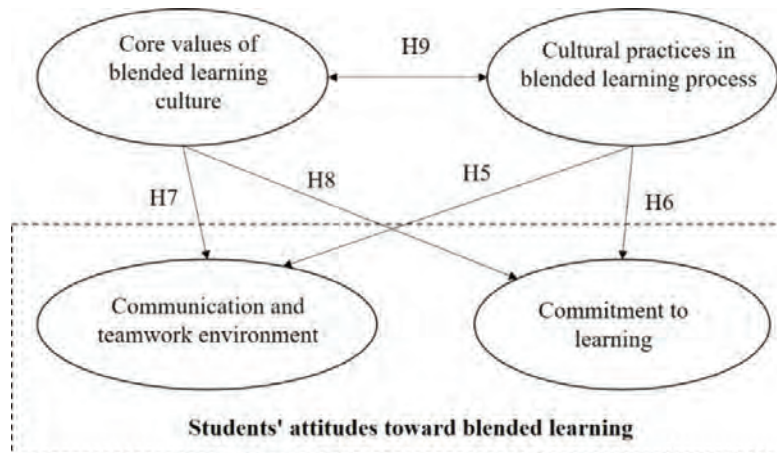 Core values of
blended learning
culture
H9
Cultural practices in
blended learning process
H7
H8
H5
H6
Communication and
teamwork environment
Commitment to
learning
Students' attitudes toward blended learning